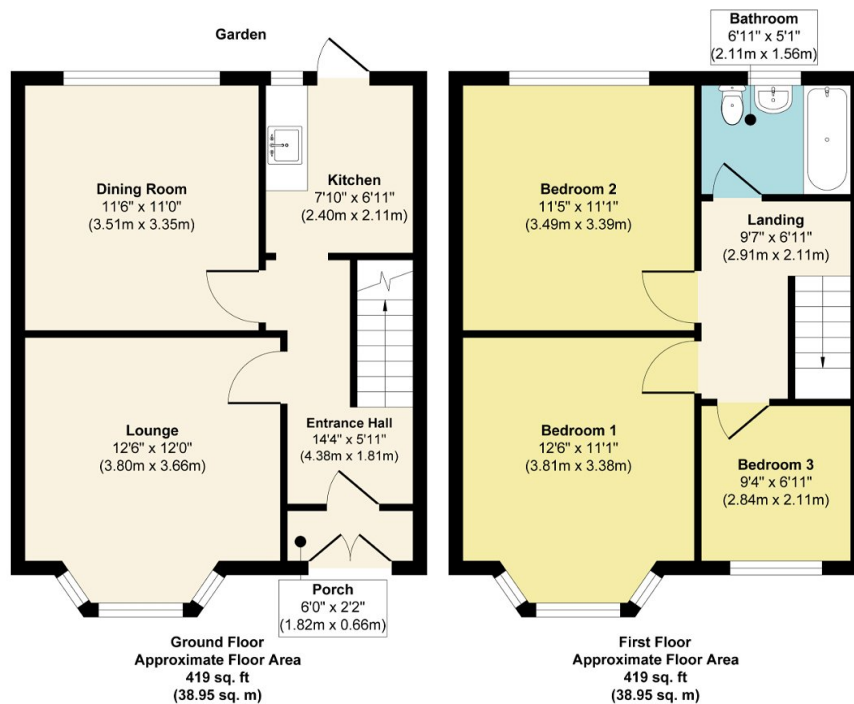 Garden
Dining Room
11'6" x 11'0"
(3.51m x 3.35m)
Kitchen
7'10" x 6'11"
(2.40m x 2.11m)
Lounge
12'6" x 12'0"
(3.80m x 3.66m)
Entrance Hall
14'4" x 5'11"
(4.38m x 1.81m)
Porch
6'0" x 2'2"
(1.82m x 0.66m)
Ground Floor
Approximate Floor Area
419 sq. ft
(38.95 sq. m)
Bathroom
6'11" x 5'1"
(2.11m x 1.56m)
Bedroom 2
11'5" x 11'1"
(3.49m x 3.39m)
Landing
9'7" x 6'11"
(2.91m x 2.11m)
Bedroom 1
12'6" x 11'1"
(3.81m x 3.38m)
Bedroom 3
9'4" x 6'11"
(2.84m x 2.11m)
First Floor
Approximate Floor Area
419 sq. ft
(38.95 sq. m)